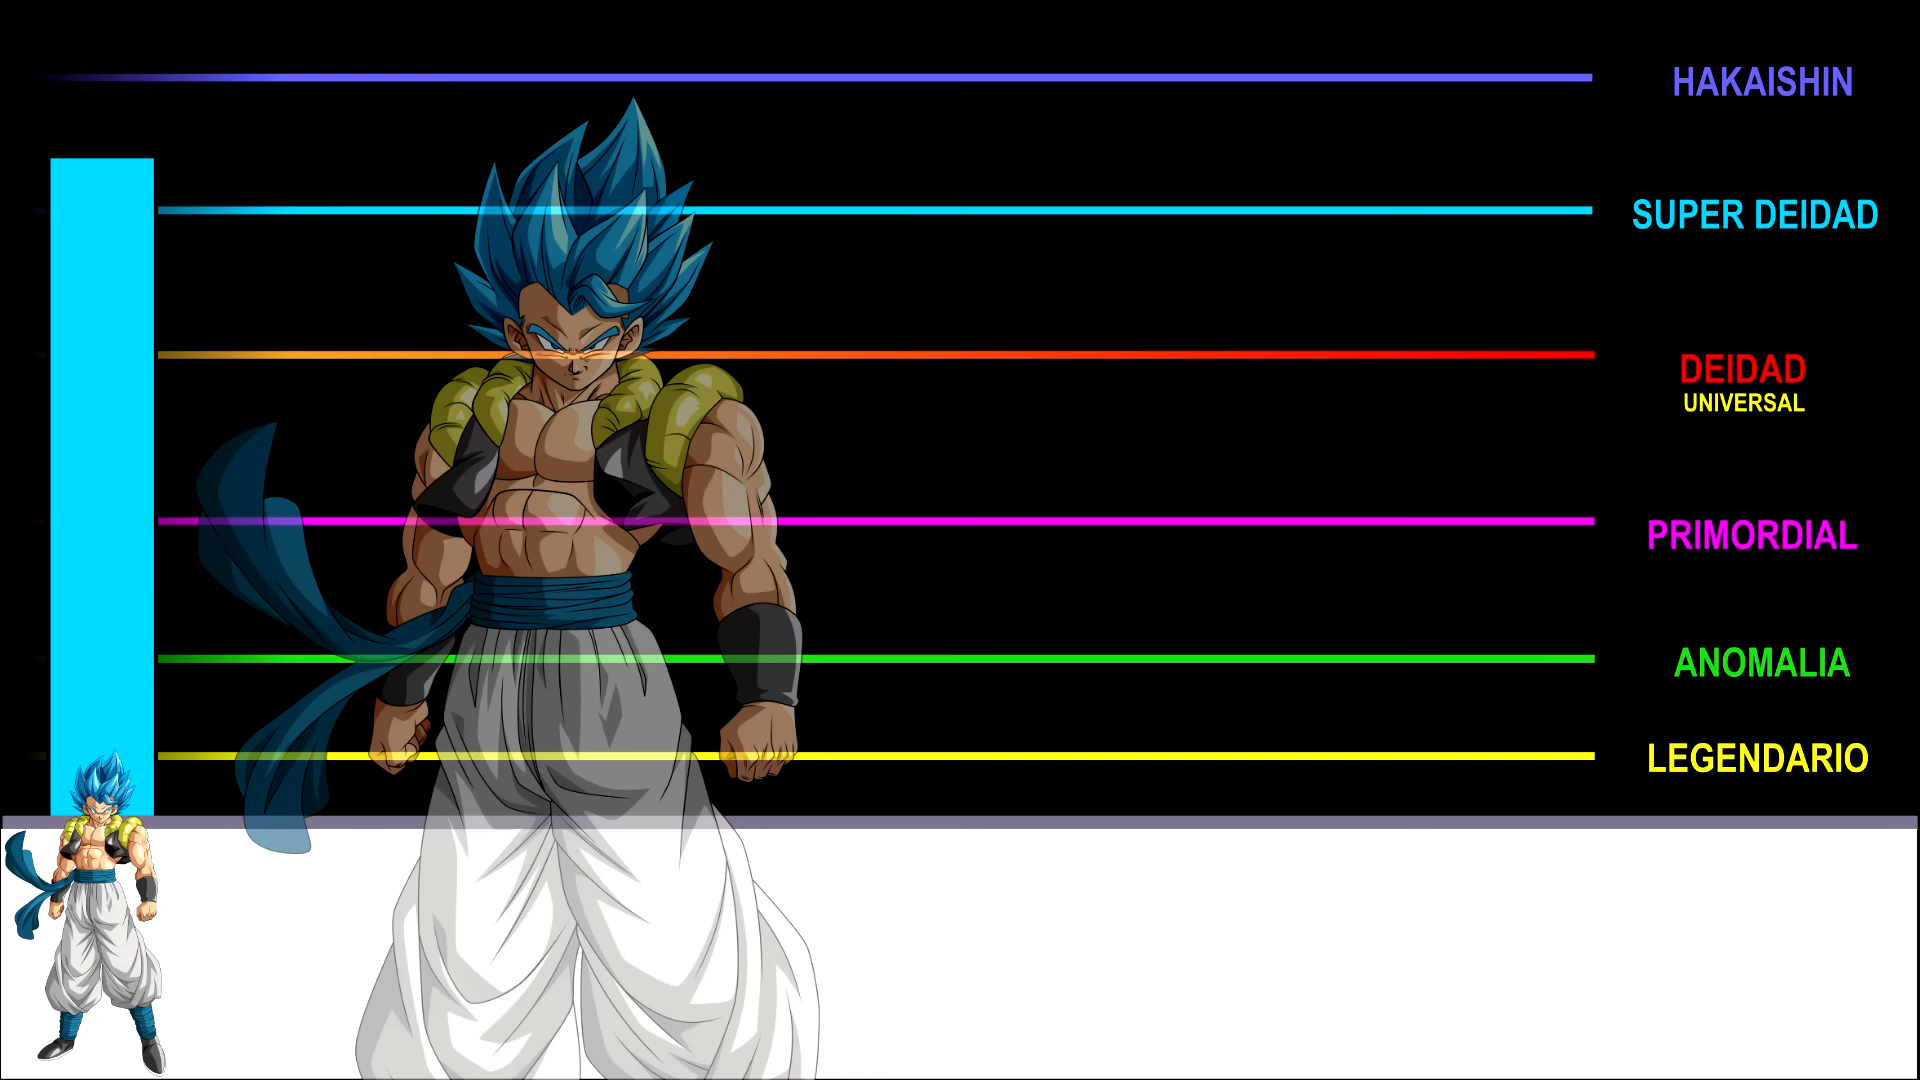 HAKAISHIN
SUPER DEIDAD
DEIDAD
UNIVERSAL
PRIMORDIAL
ANOMALIA
LEGENDARIO